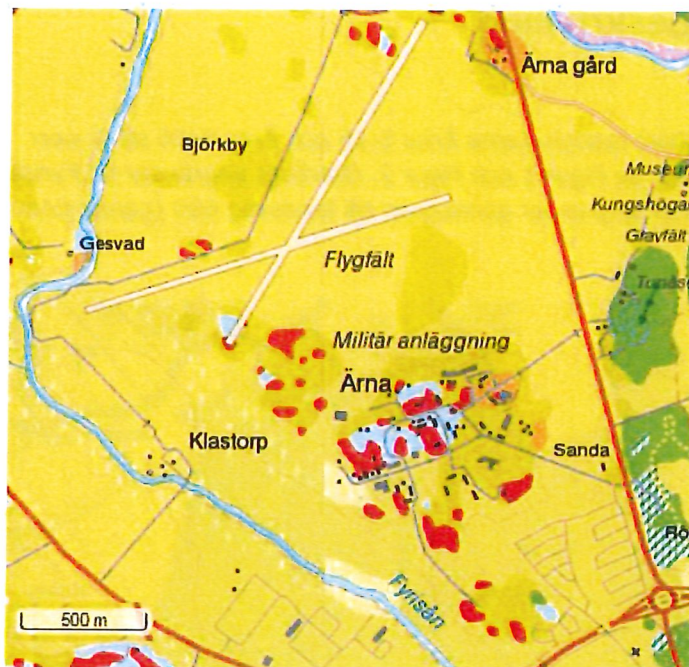 Ärna gård
Björkby
Museum
Kungshögar
Gravfält
Gesvad
Flygfält
Militär anläggning
Ärna
Klastorp
Sanda
Fyrisån
500 m